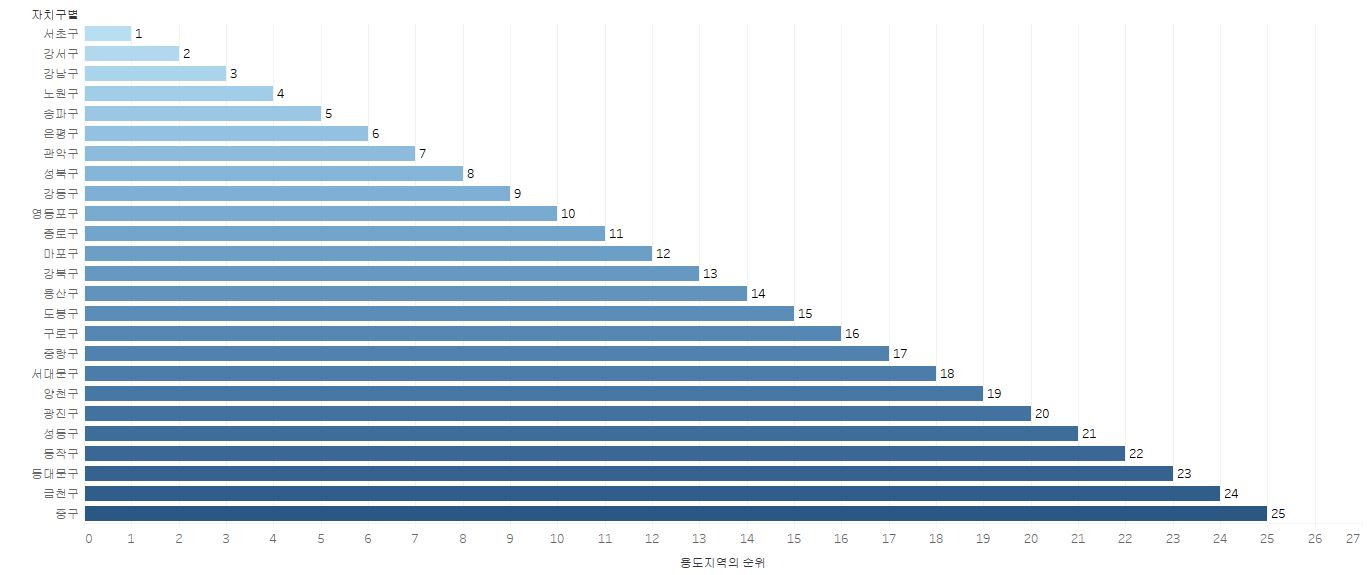 자치구별
서초구 1
강서구 2
강남구 3
노원구 4
송파구 5
은평구 6
관악구 7
성북구 8
강동구 9
영등포구 10
종로구 11
마포구 12
강북구 13
용산구 14
도봉구 15
구로구 16
중랑구 17
서대문구 18
양천구 19
광진구 20
성동구 21
동작구 22
동대문구 23
금천구 24
중구 25
0 1 2 3 4 5 6 7 8 9 10 11 12 13 14 15 16 17 18 19 20 21 22 23 24 25 26 27
용도지역의 순위